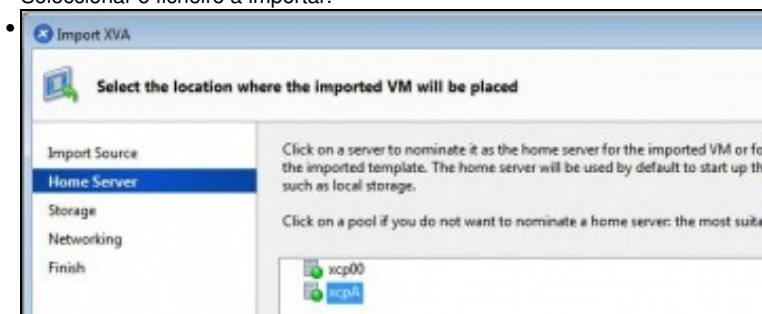 Seleccionar o ficheiro a importar:
Import XVA
Select the location where the imported VM will be placed
Import Source
Home Server
Storage
Networking
Finish
Click on a server to nominate it as the home server for the imported VM or fo
the imported template. The home server will be used by default to start up th
such as local storage.
Click on a pool if you do not want to nominate a home server: the most suita
xcp00
xcpA